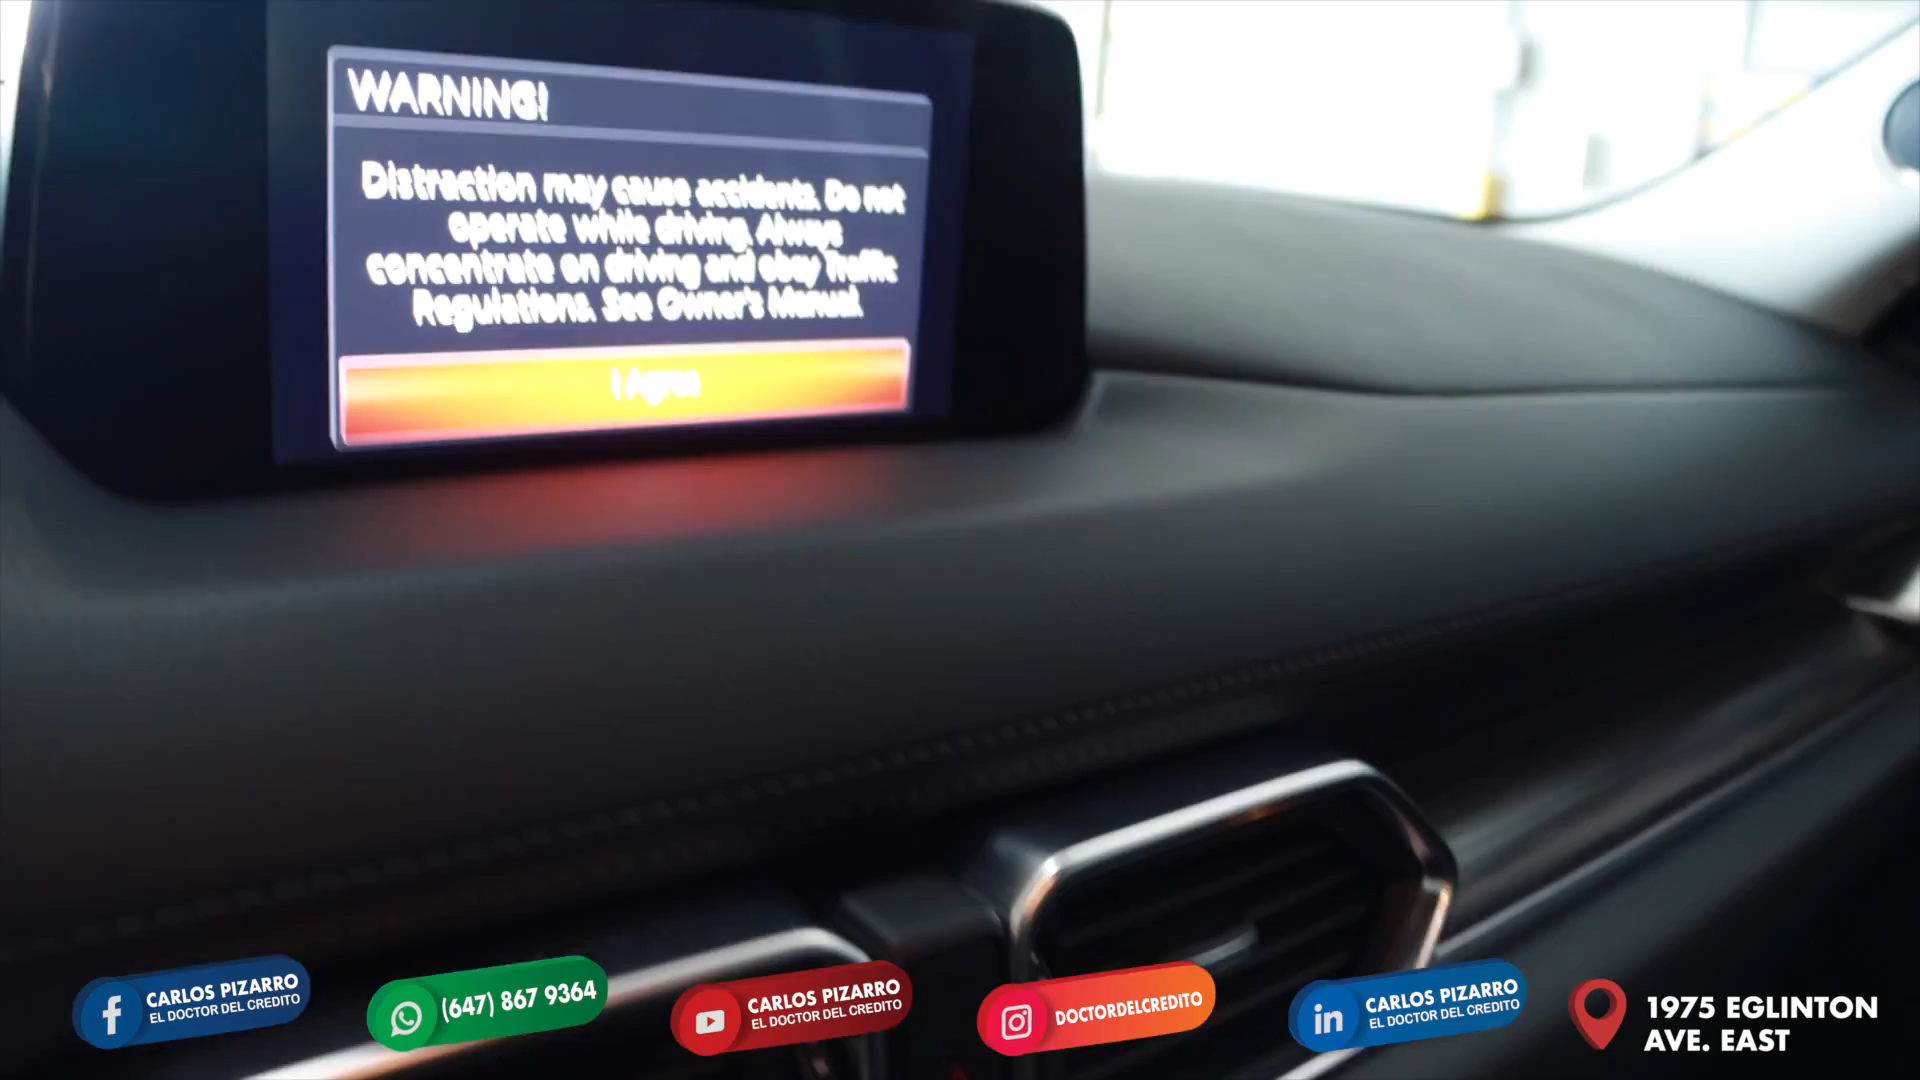 WARNING!
Distraction may cause accidents. Do not
operate while driving. Always
concentrate on driving and obey Traffic
Regulations. See Owner's Manual.
I Agree
CARLOS PIZARRO
EL DOCTOR DEL CREDITO
(647) 867 9364
CARLOS PIZARRO
EL DOCTOR DEL CREDITO
DOCTORDELCREDITO
CARLOS PIZARRO
EL DOCTOR DEL CREDITO
1975 EGLINTON
AVE. EAST